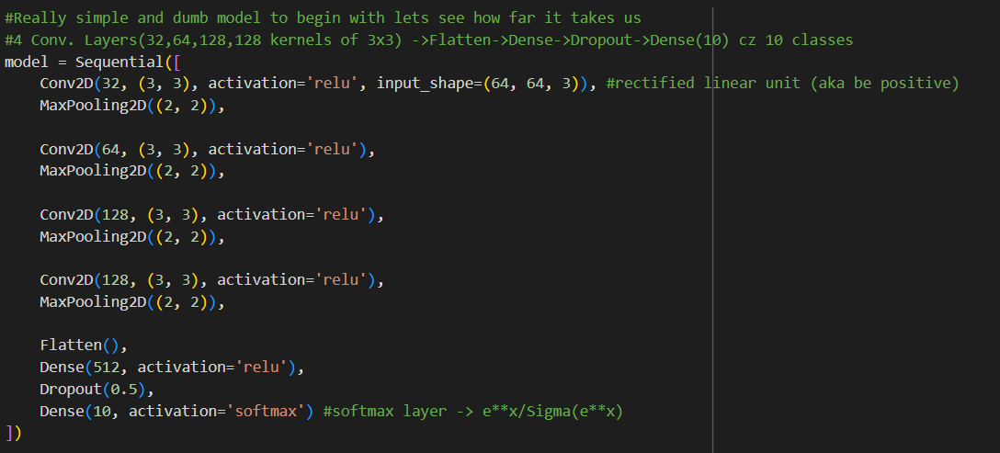 #Really simple and dumb model to begin with lets see how far it takes us
#4 Conv. Layers(32,64,128,128 kernels of 3x3) ->Flatten->Dense->Dropout->Dense(10) cz 10 classes
model = Sequential([
    Conv2D(32, (3, 3), activation='relu', input_shape=(64, 64, 3)), #rectified linear unit (aka be positive)
    MaxPooling2D((2, 2)),

    Conv2D(64, (3, 3), activation='relu'),
    MaxPooling2D((2, 2)),

    Conv2D(128, (3, 3), activation='relu'),
    MaxPooling2D((2, 2)),

    Conv2D(128, (3, 3), activation='relu'),
    MaxPooling2D((2, 2)),

    Flatten(),
    Dense(512, activation='relu'),
    Dropout(0.5),
    Dense(10, activation='softmax') #softmax layer -> e**x/Sigma(e**x)
])